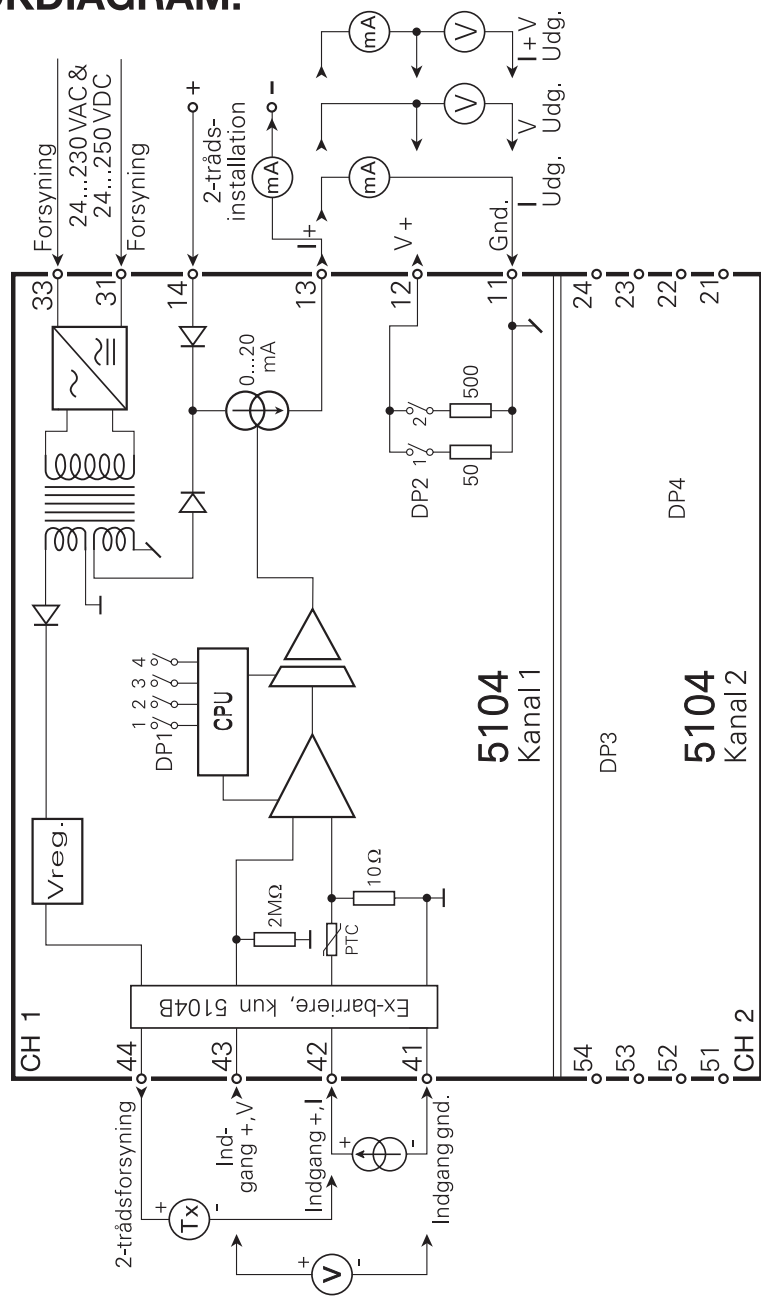 KDIAGRAM:
CH 1
44
43
42
41
2-trådsforsyning
Ind-
gang +, V
Indgang +, I
Indgang gnd.
+
Tx
-
+
V
-
+
-
Ex-barriere, kun 5104B
Vreg.
2MΩ
PTC
10 Ω
1 2 3 4
DP1
CPU
0...20
mA
DP2
1
2
50
500
33
31
14
13
12
11
Forsyning
24...230 VAC &
24...250 VDC
Forsyning
+
2-tråds-
installation
-
mA
I+
V +
Gnd.
mA
I
Udg.
V
V
Udg.
mA
V
I + V
Udg.
5104
Kanal 1
DP3
DP4
5104
Kanal 2
54
53
52
51
CH 2
24
23
22
21